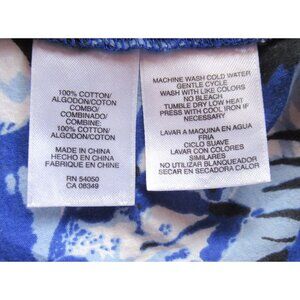 100% COTTON/
ALGODON/COTON
COMBO/
COMBINADO/
COMBINE:
100% COTTON/
ALGODON/COTON
MADE IN CHINA
HECHO EN CHINA
FABRIQUE EN CHINE
RN 54050
CA 08349
MACHINE WASH COLD WATER
GENTLE CYCLE
WASH WITH LIKE COLORS
NO BLEACH
TUMBLE DRY LOW HEAT
PRESS WITH COOL IRON IF
NECESSARY
LAVAR A MAQUINA EN AGUA
FRIA
CICLO SUAVE
LAVAR CON COLORES
SIMILARES
NO UTILIZAR BLANQUEADOR
SECAR EN SECADORA CALOR